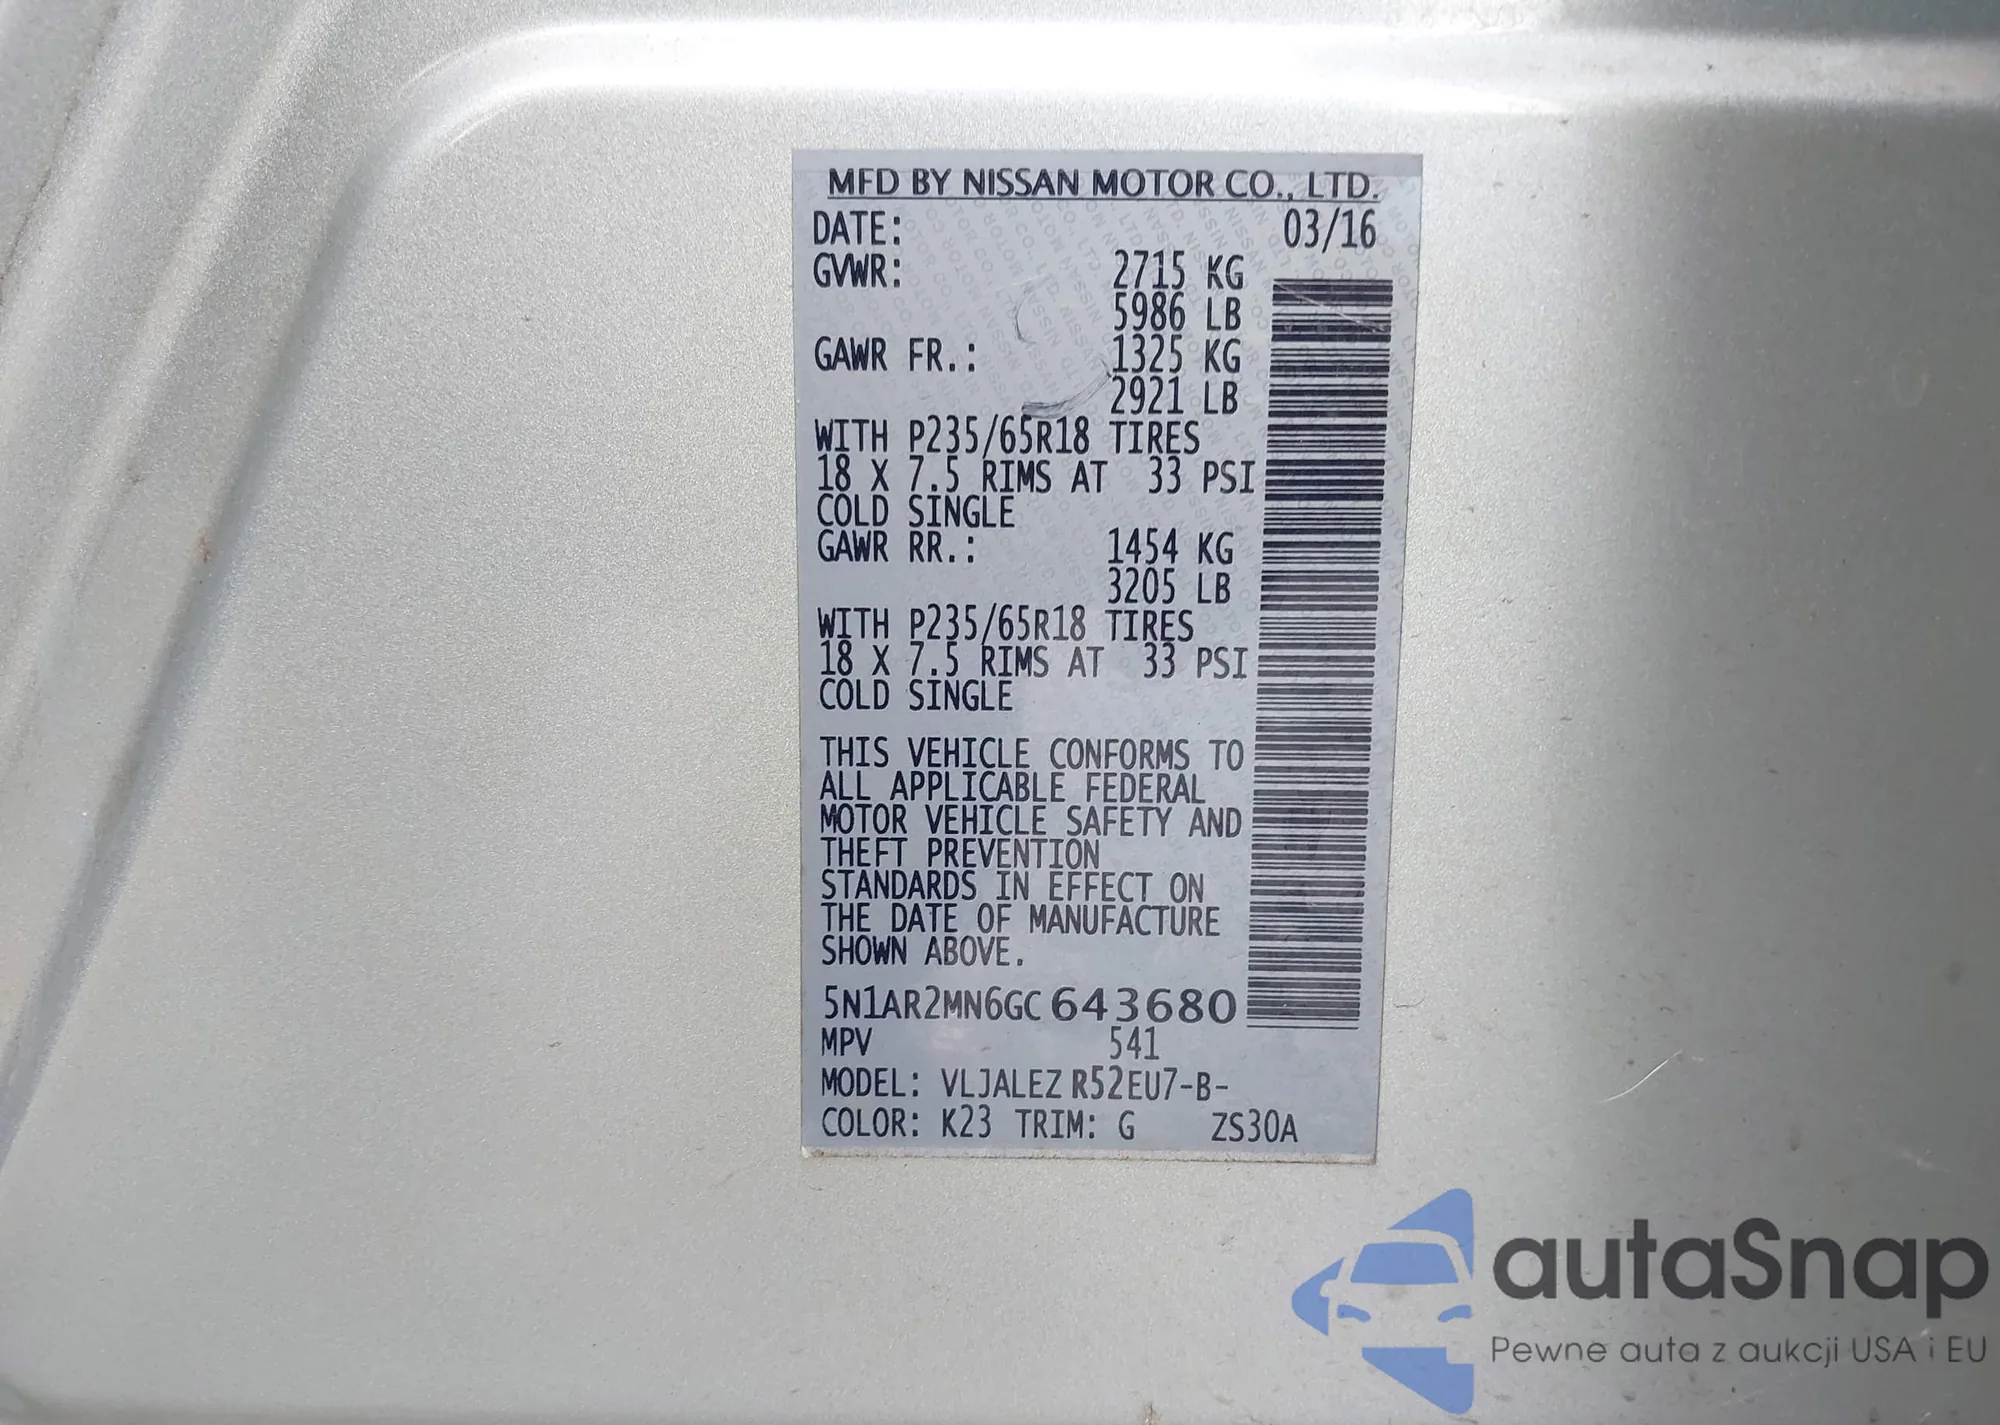 MFD BY NISSAN MOTOR CO., LTD.
DATE: 03/16
GVWR: 2715 KG
5986 LB
GAWR FR.: 1325 KG
2921 LB
WITH P235/65R18 TIRES
18 X 7.5 RIMS AT 33 PSI
COLD SINGLE
GAWR RR.: 1454 KG
3205 LB
WITH P235/65R18 TIRES
18 X 7.5 RIMS AT 33 PSI
COLD SINGLE
THIS VEHICLE CONFORMS TO
ALL APPLICABLE FEDERAL
MOTOR VEHICLE SAFETY AND
THEFT PREVENTION
STANDARDS IN EFFECT ON
THE DATE OF MANUFACTURE
SHOWN ABOVE.
5N1AR2MN6GC643680
MPV 541
MODEL: VLJALEZ R52EU7-B-
COLOR: K23 TRIM: G ZS30A
autaSnap
Pewne auta z aukcji USA i EU